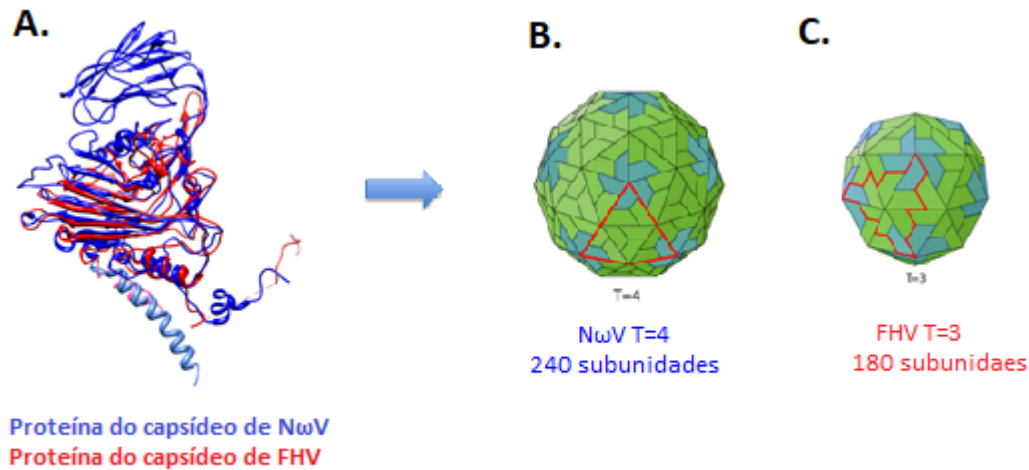 A.
B.
C.
T=4
T=3
NωV T=4
240 subunidades
FHV T=3
180 subunidaes
Proteína do capsídeo de NωV
Proteína do capsídeo de FHV